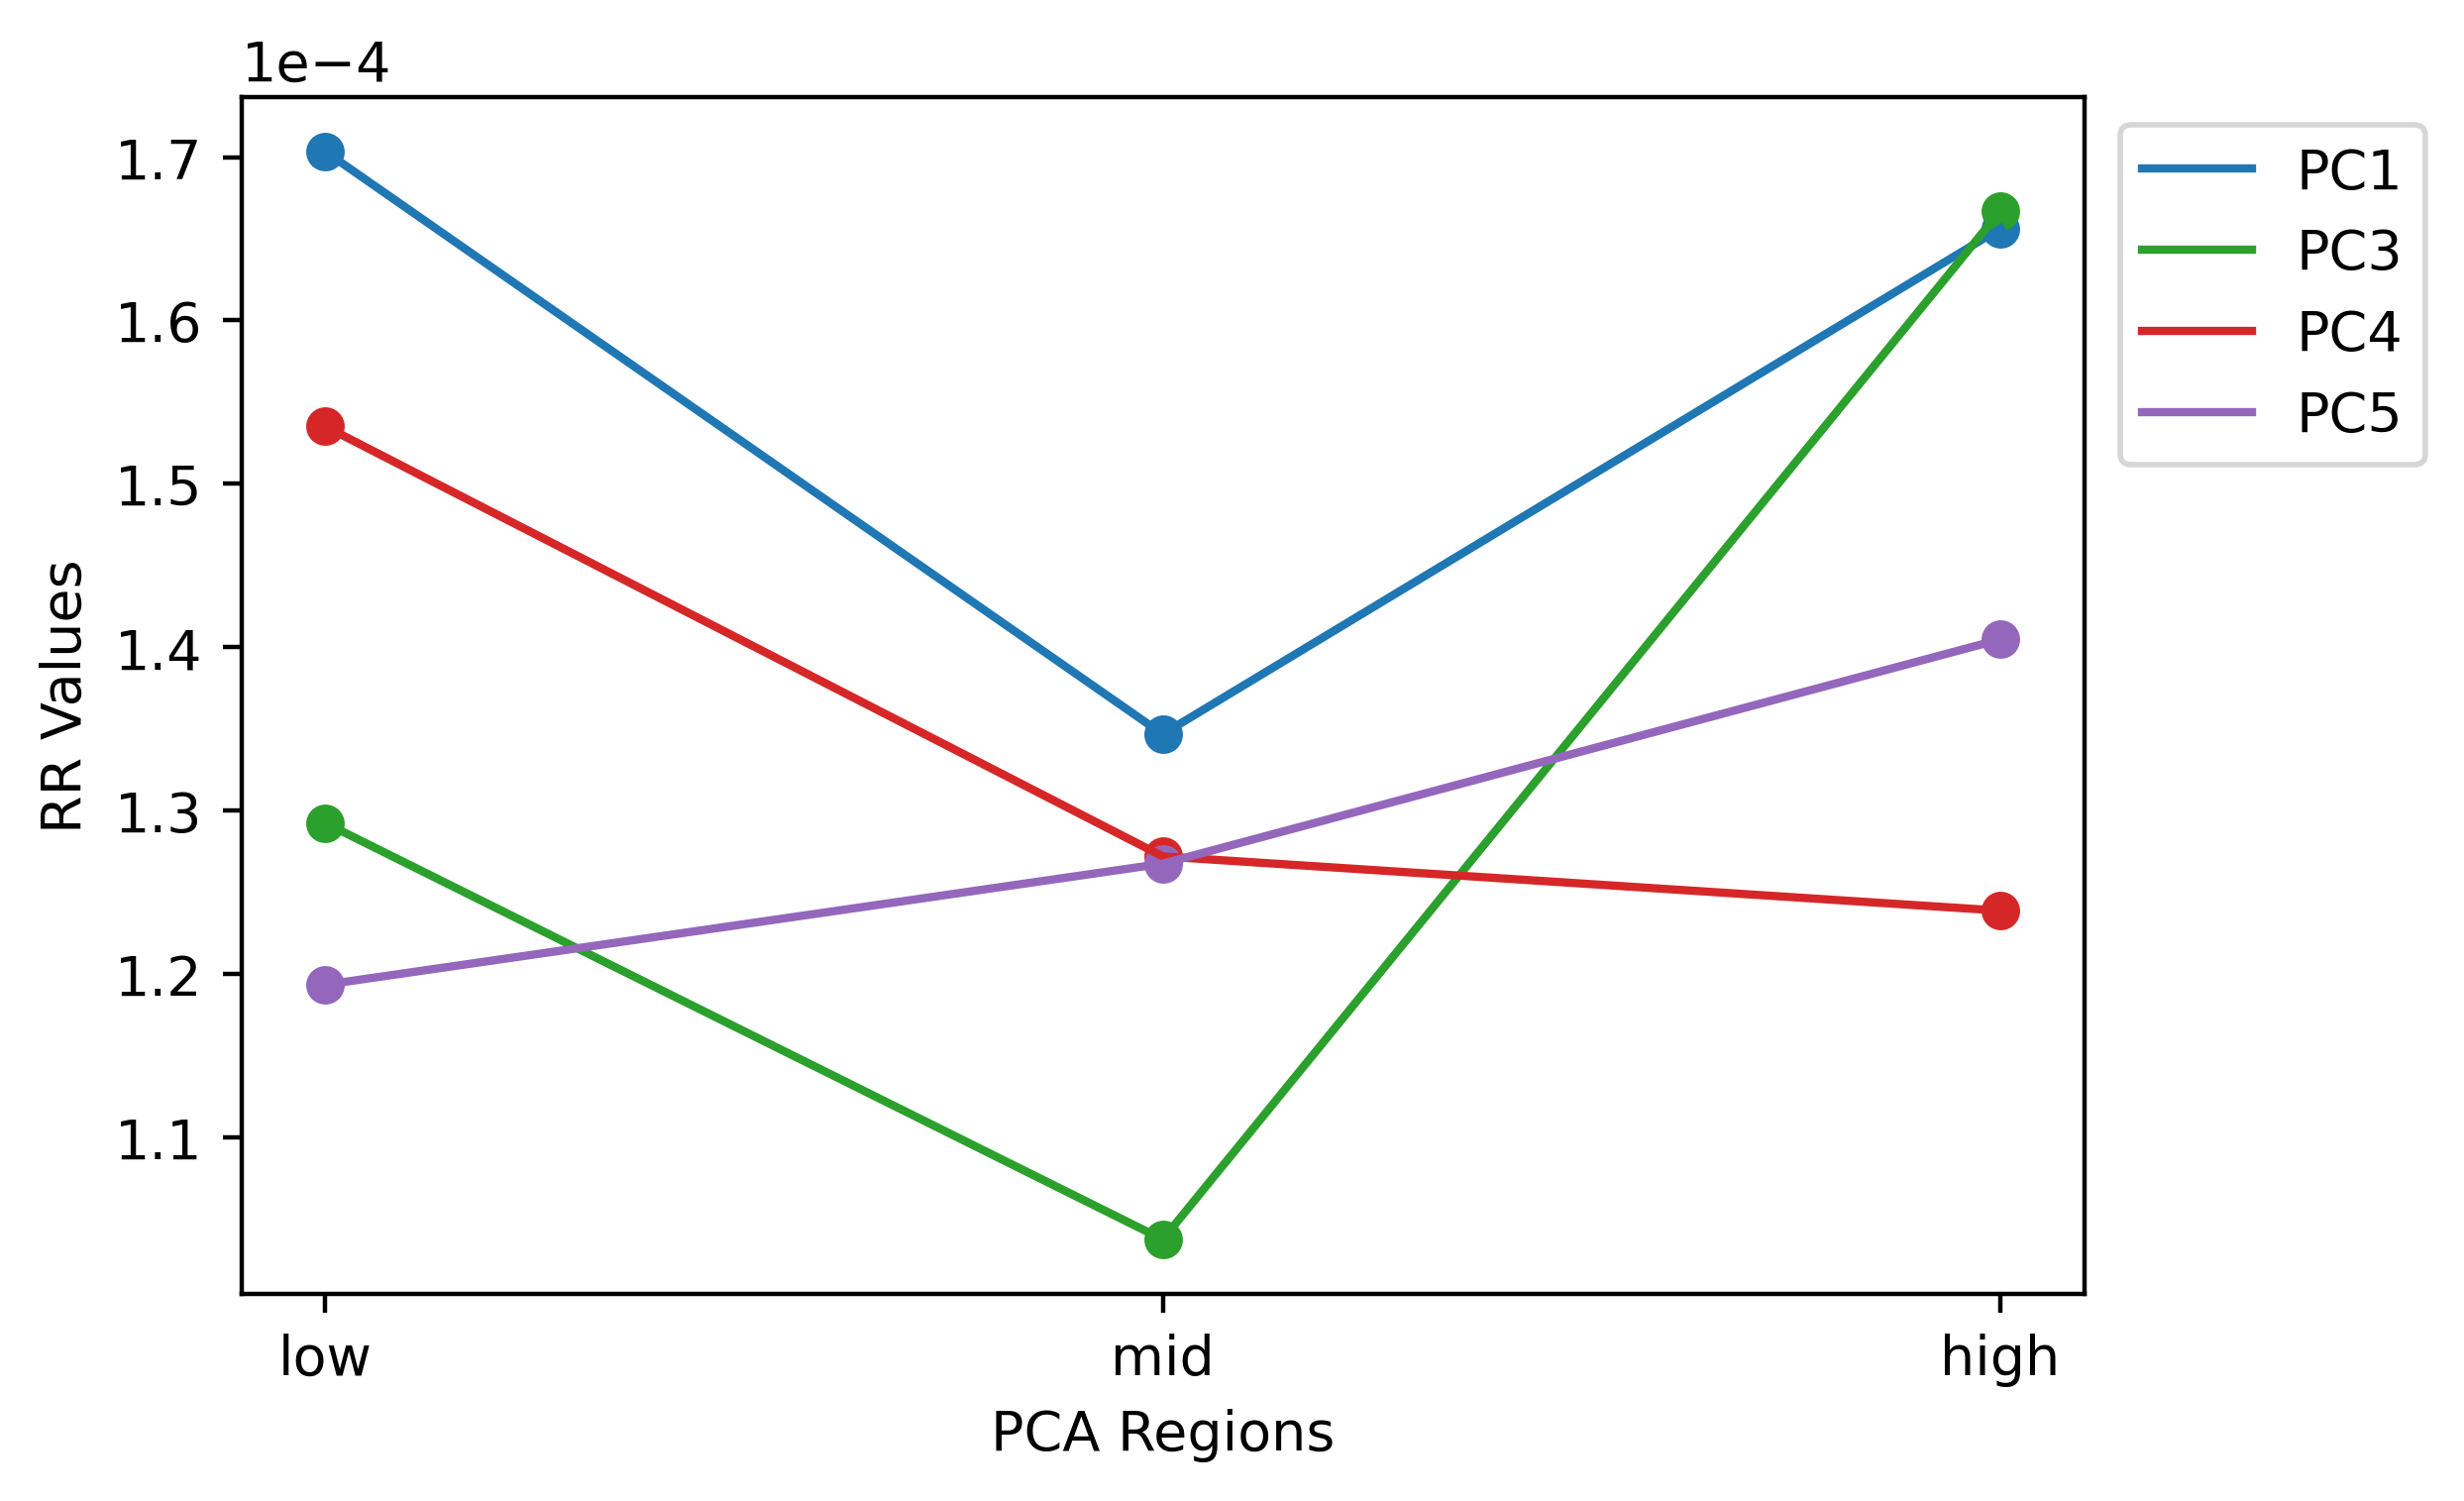 1e−4
1.7
1.6
1.5
1.4
1.3
1.2
1.1
RR Values
low
mid
high
PCA Regions
PC1
PC3
PC4
PC5